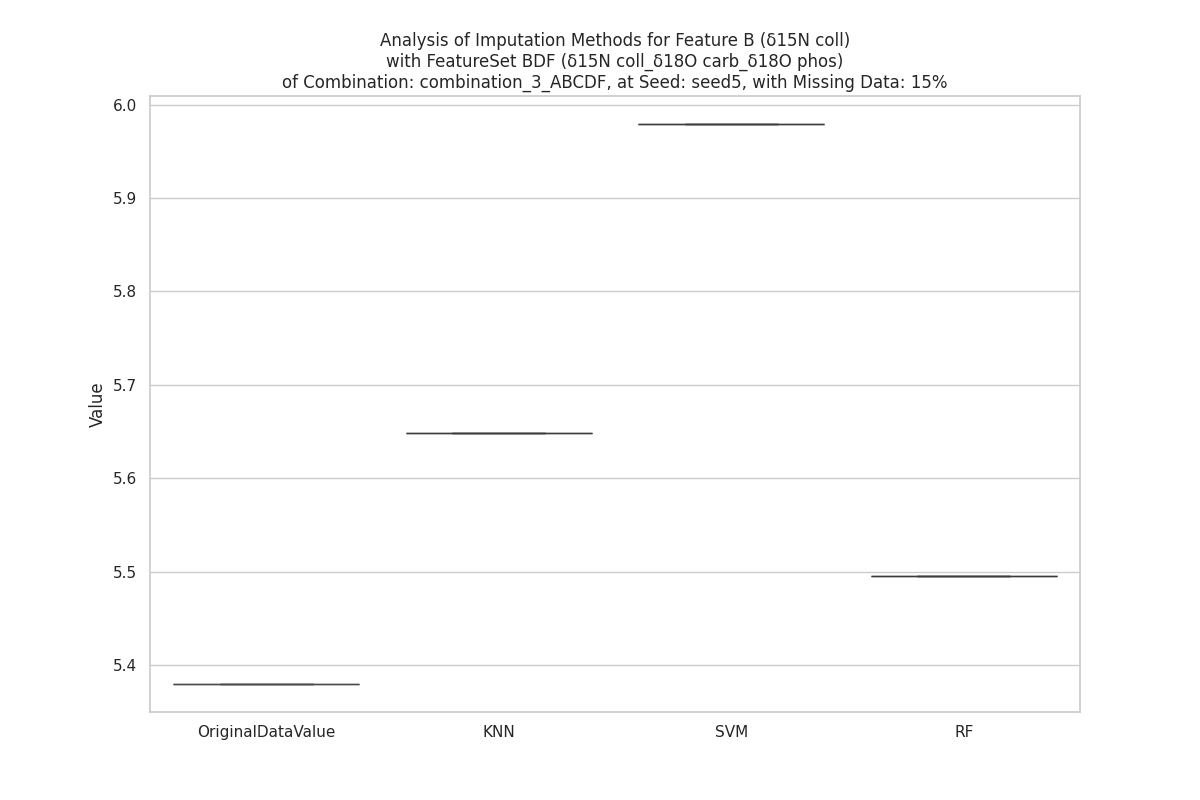 Analysis of Imputation Methods for Feature B (δ15N coll)
with FeatureSet BDF (δ15N coll_δ18O carb_δ18O phos)
of Combination: combination_3_ABCDF, at Seed: seed5, with Missing Data: 15%
6.0
5.9
5.8
5.7
5.6
5.5
5.4
Value
OriginalDataValue KNN SVM RF